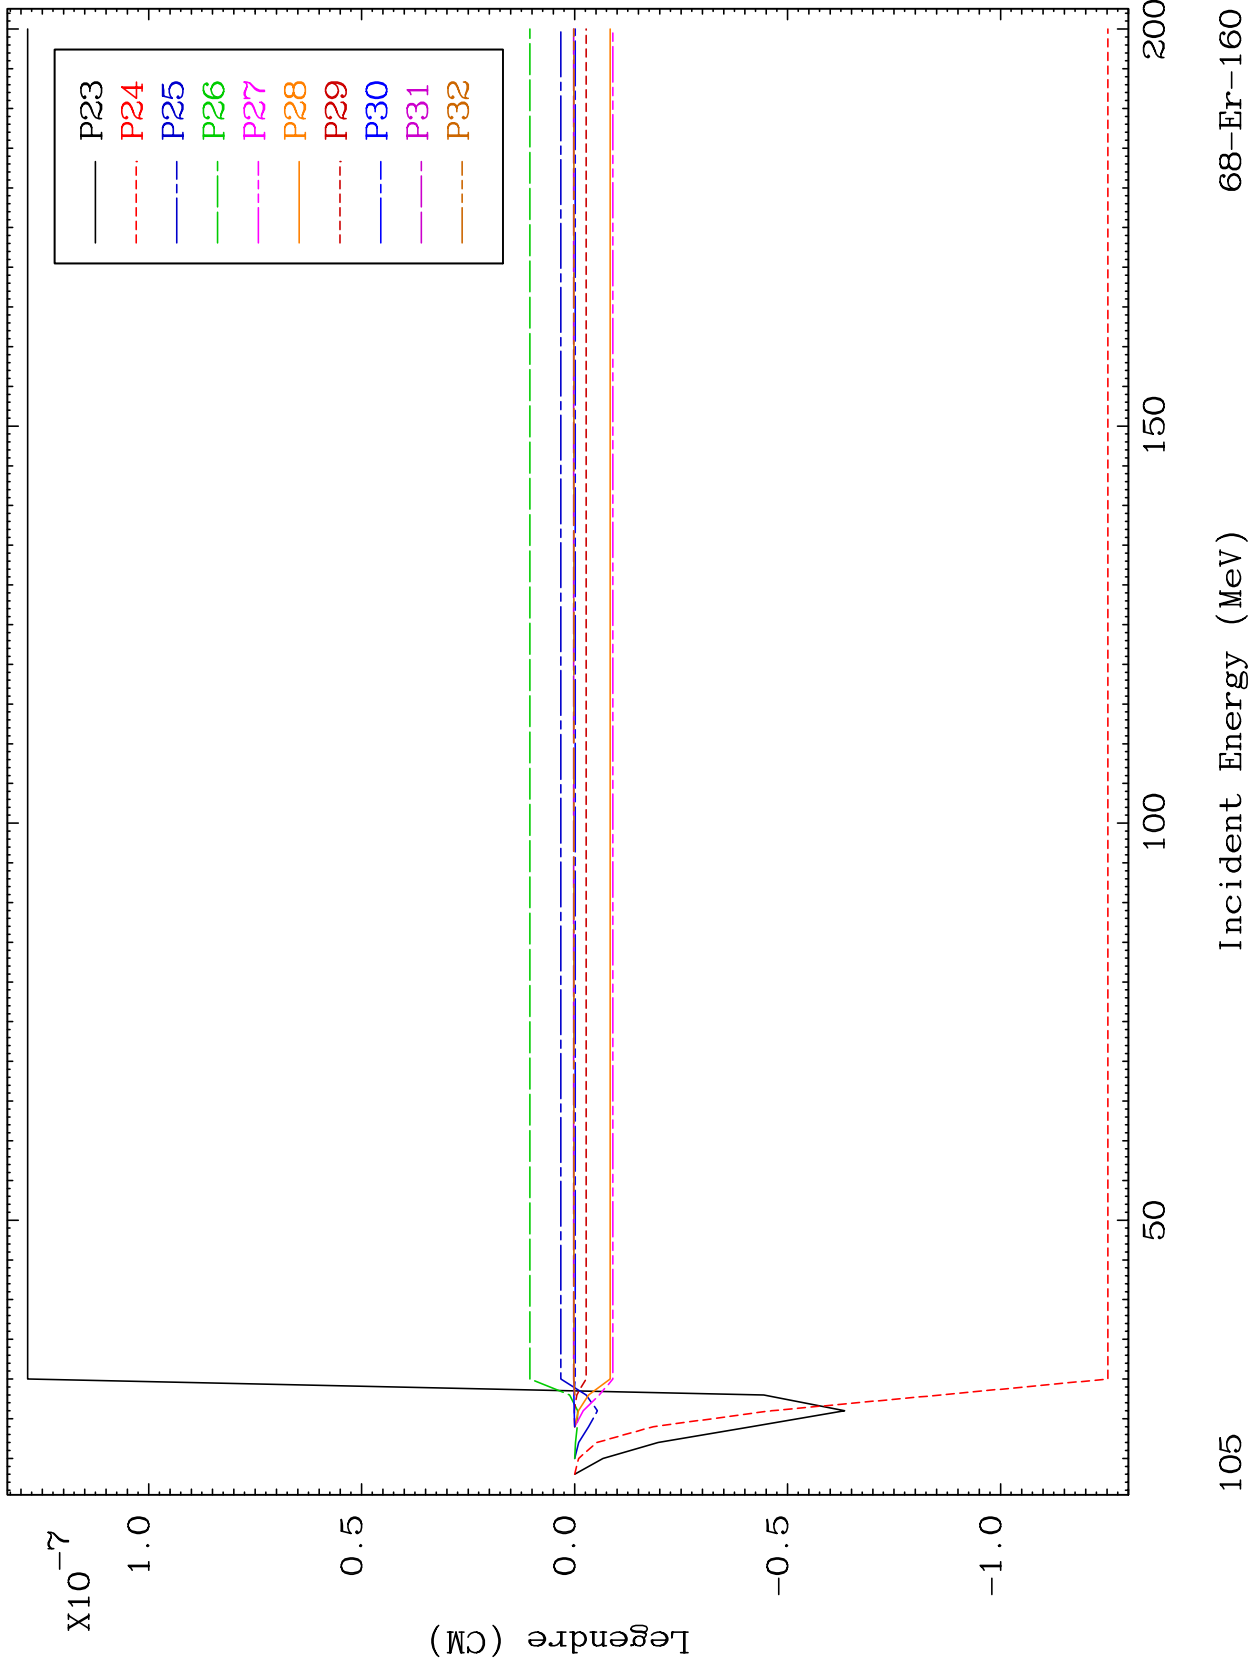 X10-7
1.0
0.5
0.0
-0.5
-1.0
Legendre (CM)
P23
P24
P25
P26
P27
P28
P29
P30
P31
P32
50
100
150
200
105
Incident Energy (MeV)
68-Er-160